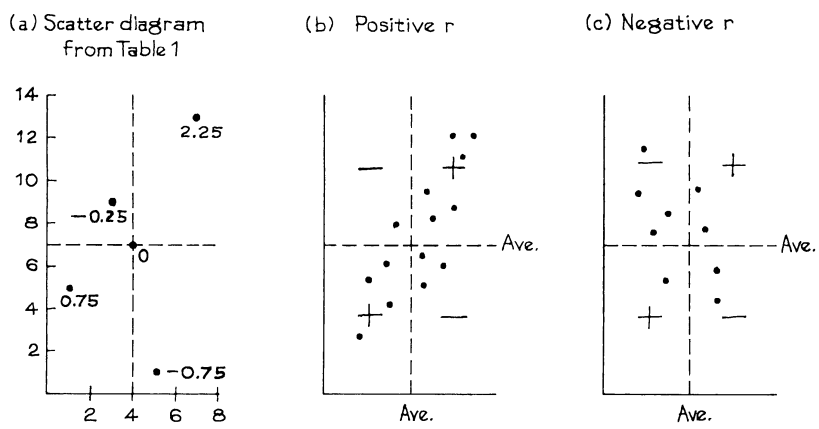 (a) Scatter diagram
from Table 1
(b) Positive r
(c) Negative r
14
12
10
8
6
4
2
2.25
-0.25
0
0.75
-0.75
2 4 6 8
− +
Ave.
+ −
Ave.
− +
Ave.
+ −
Ave.